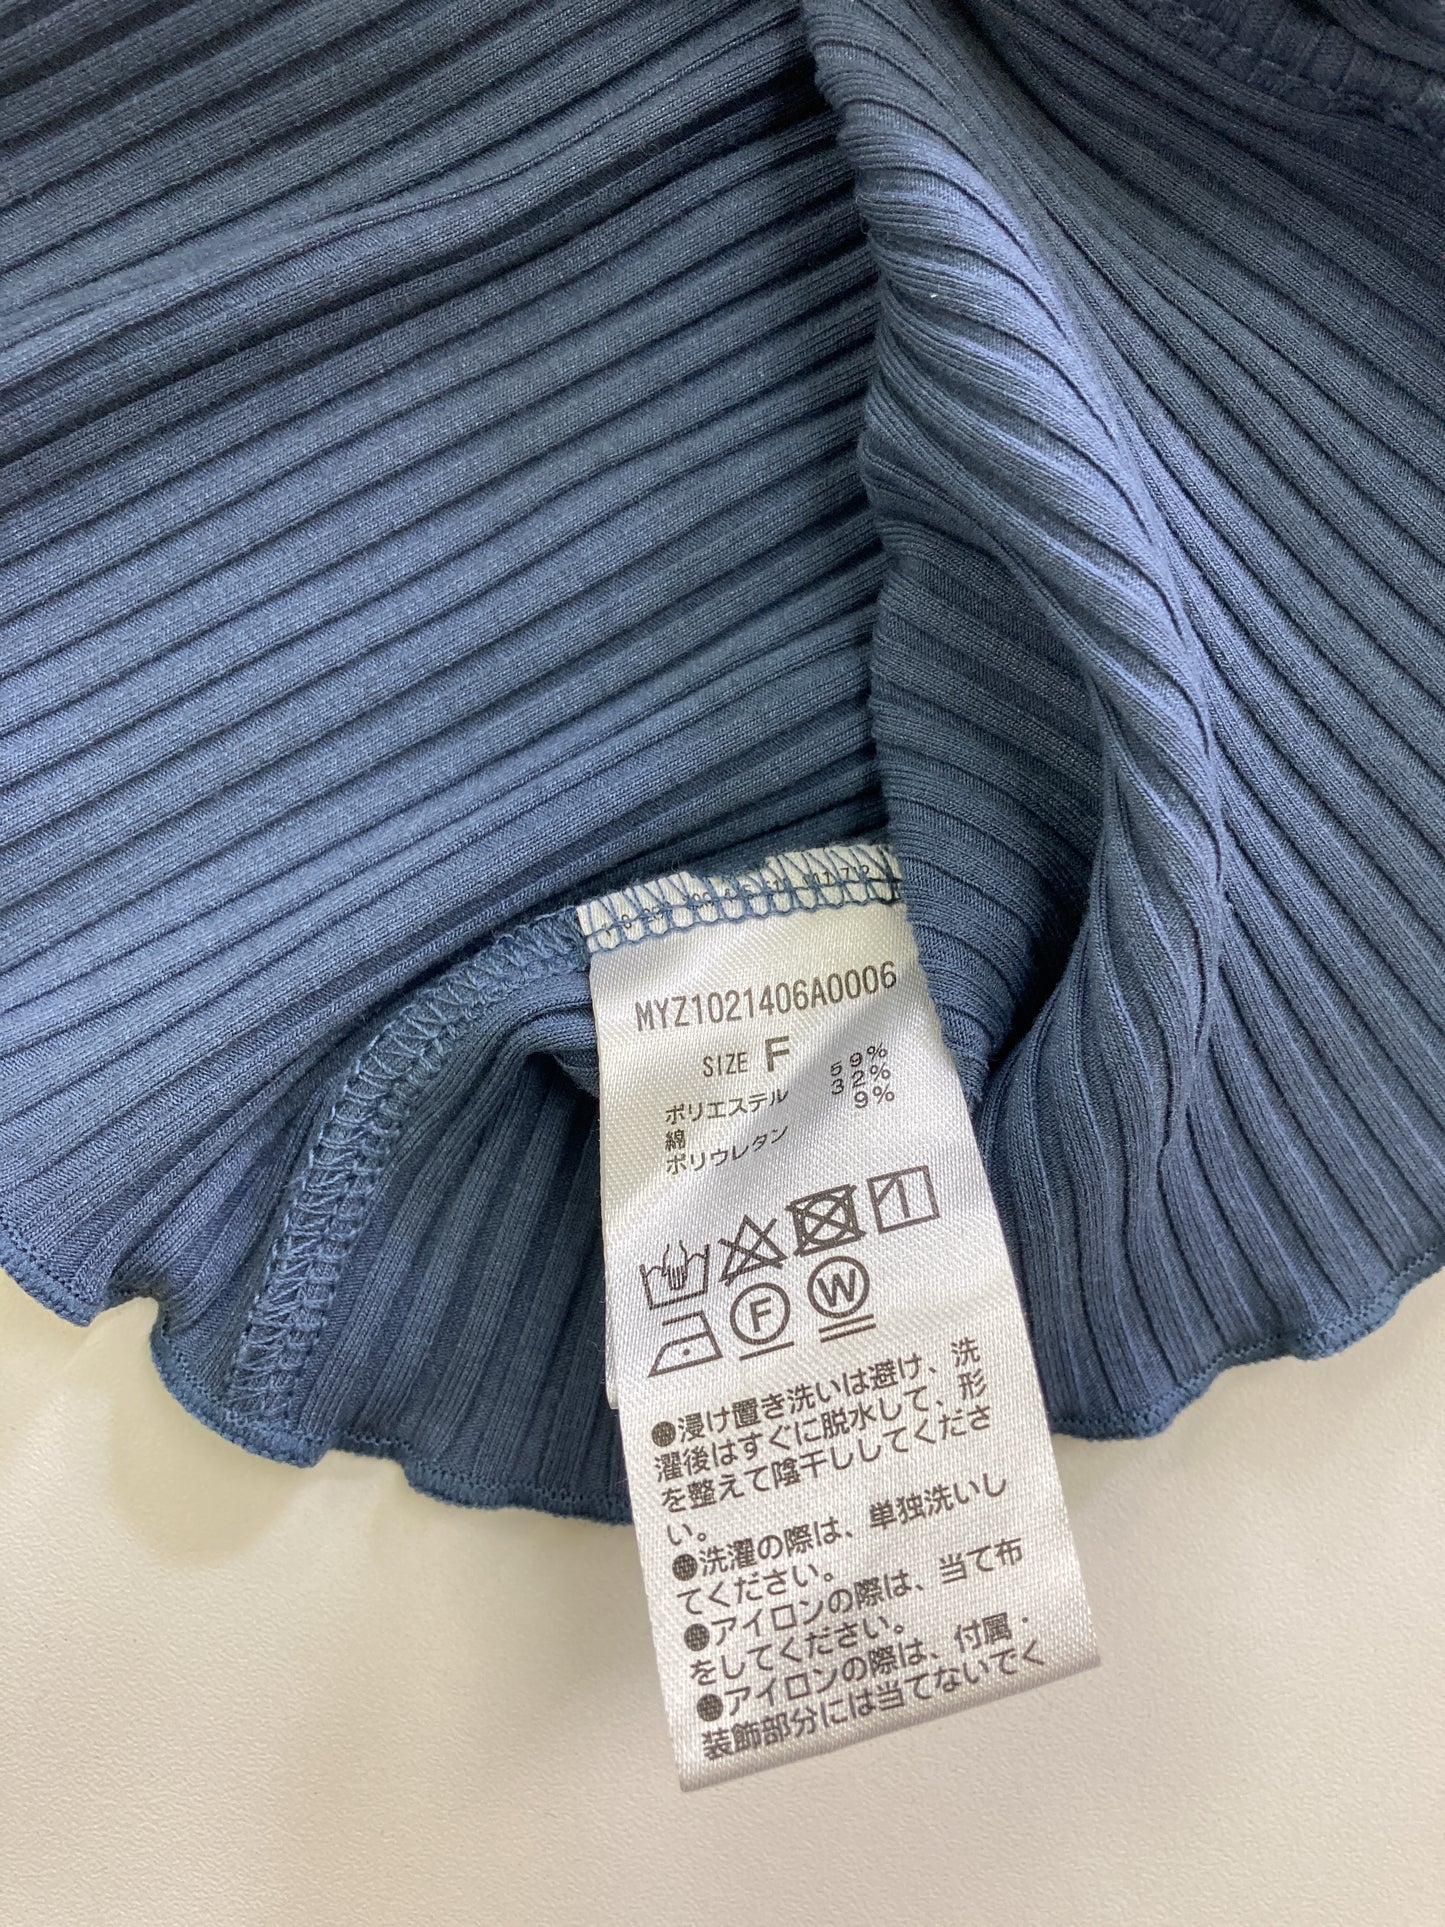 MYZ1021406A0006
SIZE F
ポリエステル 59%
綿 32%
ポリウレタン 9%
F W
●浸け置き洗いは避け、洗
濯後はすぐに脱水して、形
を整えて陰干ししてくださ
い。
●洗濯の際は、単独洗いし
てください。
●アイロンの際は、当て布
をしてください。
●アイロンの際は、付属・
装飾部分には当てないでく